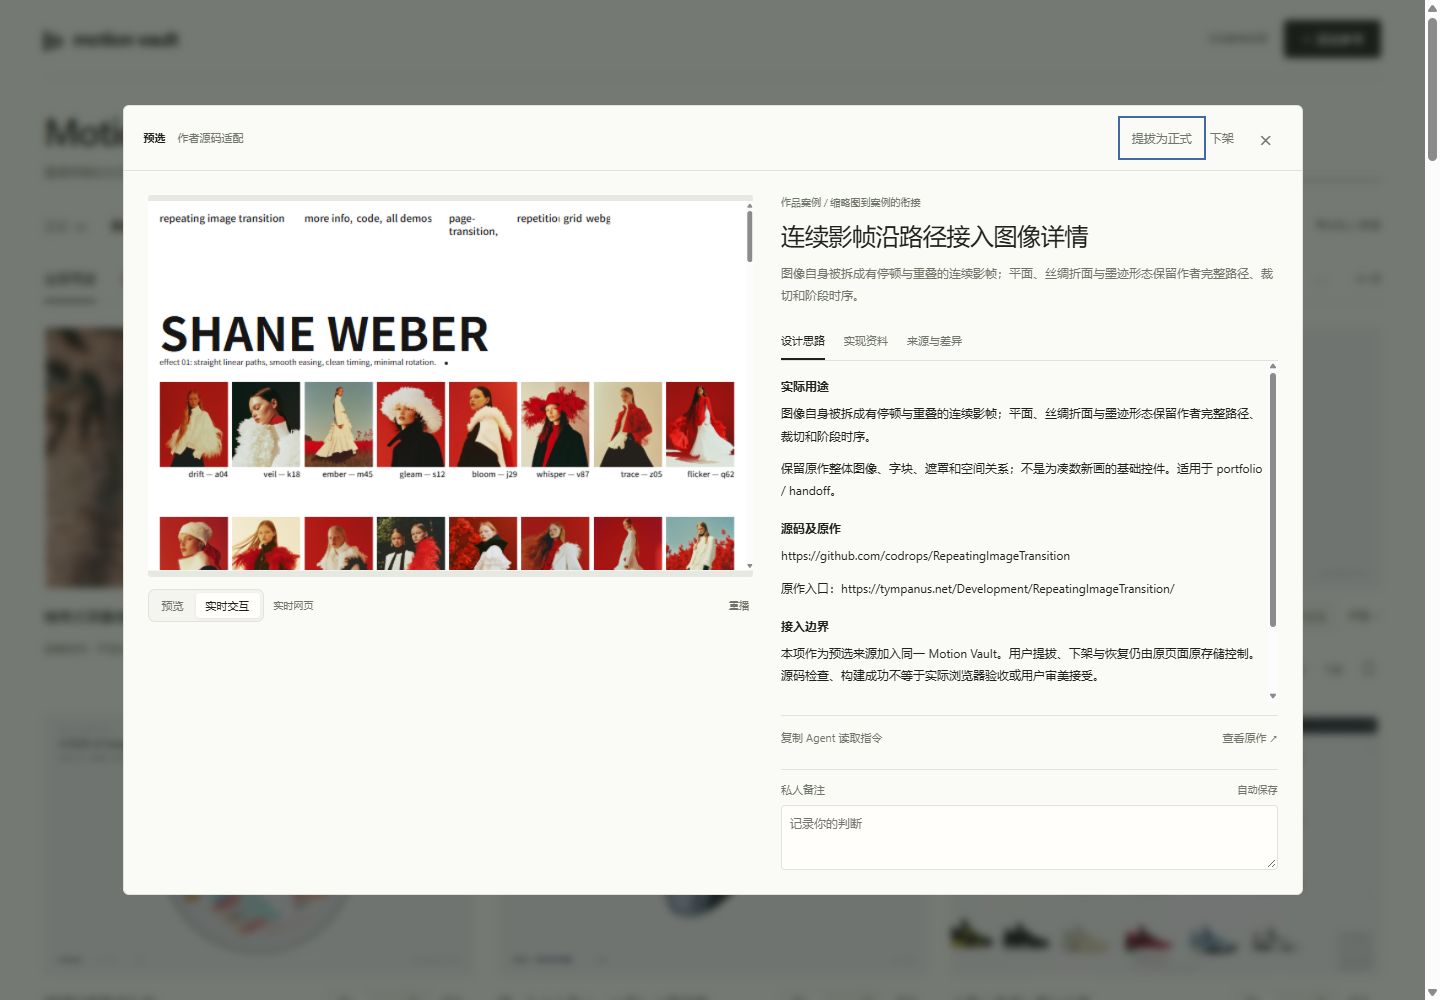 motion vault
预选 作者源码适配
提拔为正式 下架 ×
repeating image transition more info, code, all demos page- repetitio grid webg
transition,
SHANE WEBER
effect 01: straight linear paths, smooth easing, clean timing, minimal rotation.
drift — a04 veil — k18 ember — m45 gleam — s12 bloom — j29 whisper — v87 trace — z05 flicker — q62
预览 实时交互 实时网页 重播
作品案例 / 缩略图到案例的衔接
连续影帧沿路径接入图像详情
图像自身被拆成有停顿与重叠的连续影帧；平面、丝绸折面与墨迹形态保留作者完整路径、裁
切和阶段时序。
设计思路 实现资料 来源与差异
实际用途
图像自身被拆成有停顿与重叠的连续影帧；平面、丝绸折面与墨迹形态保留作者完整路径、
裁切和阶段时序。
保留原作整体图像、字块、遮罩和空间关系；不是为凑数新画的基础控件。适用于 portfolio
/ handoff。
源码及原作
https://github.com/codrops/RepeatingImageTransition
原作入口：https://tympanus.net/Development/RepeatingImageTransition/
接入边界
本项作为预选来源加入同一 Motion Vault。用户提拔、下架与恢复仍由原页面原存储控制。
源码检查、构建成功不等于实际浏览器验收或用户审美接受。
复制 Agent 读取指令 查看原作 ↗
私人备注 自动保存
记录你的判断